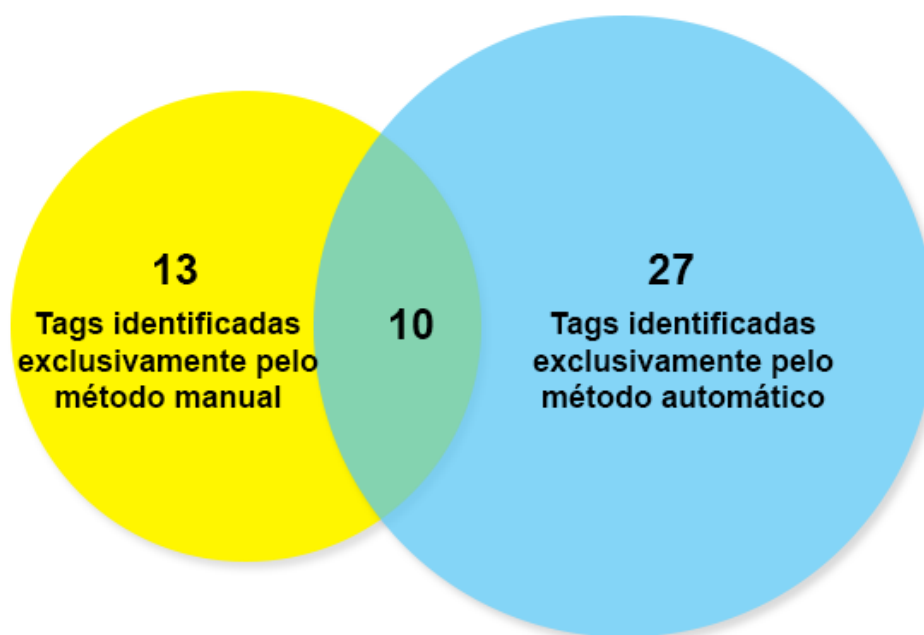 13
Tags identificadas
exclusivamente pelo
método manual
10
27
Tags identificadas
exclusivamente pelo
método automático